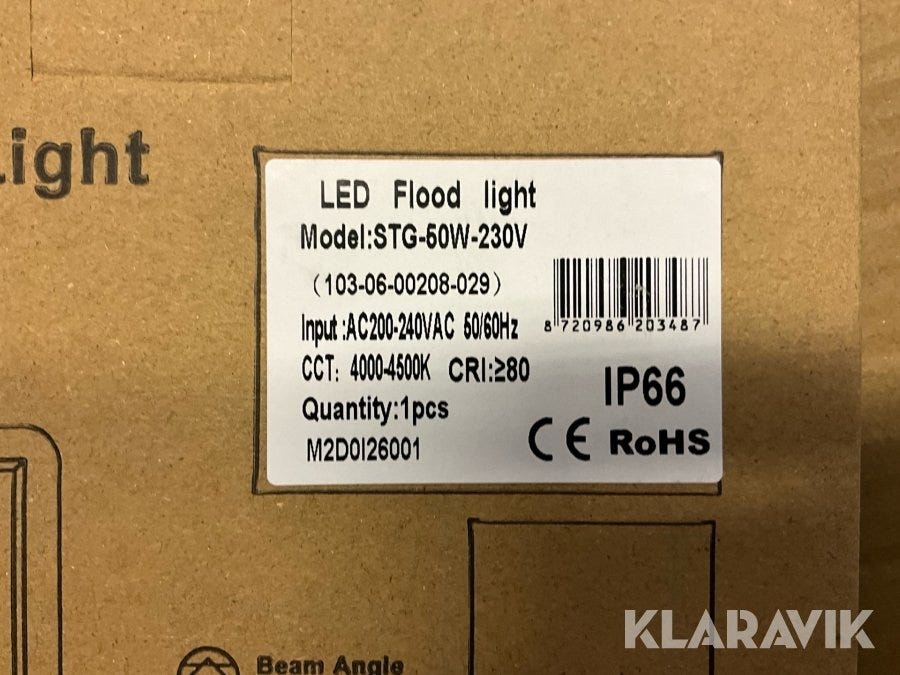 Light
LED Flood light
Model:STG-50W-230V
（103-06-00208-029）
Input :AC200-240VAC 50/60Hz
8 720986 203487
CCT: 4000-4500K CRI:≥80
IP66
Quantity:1pcs
M2D0I26001
CE RoHS
Beam Angle
KLARAVIK